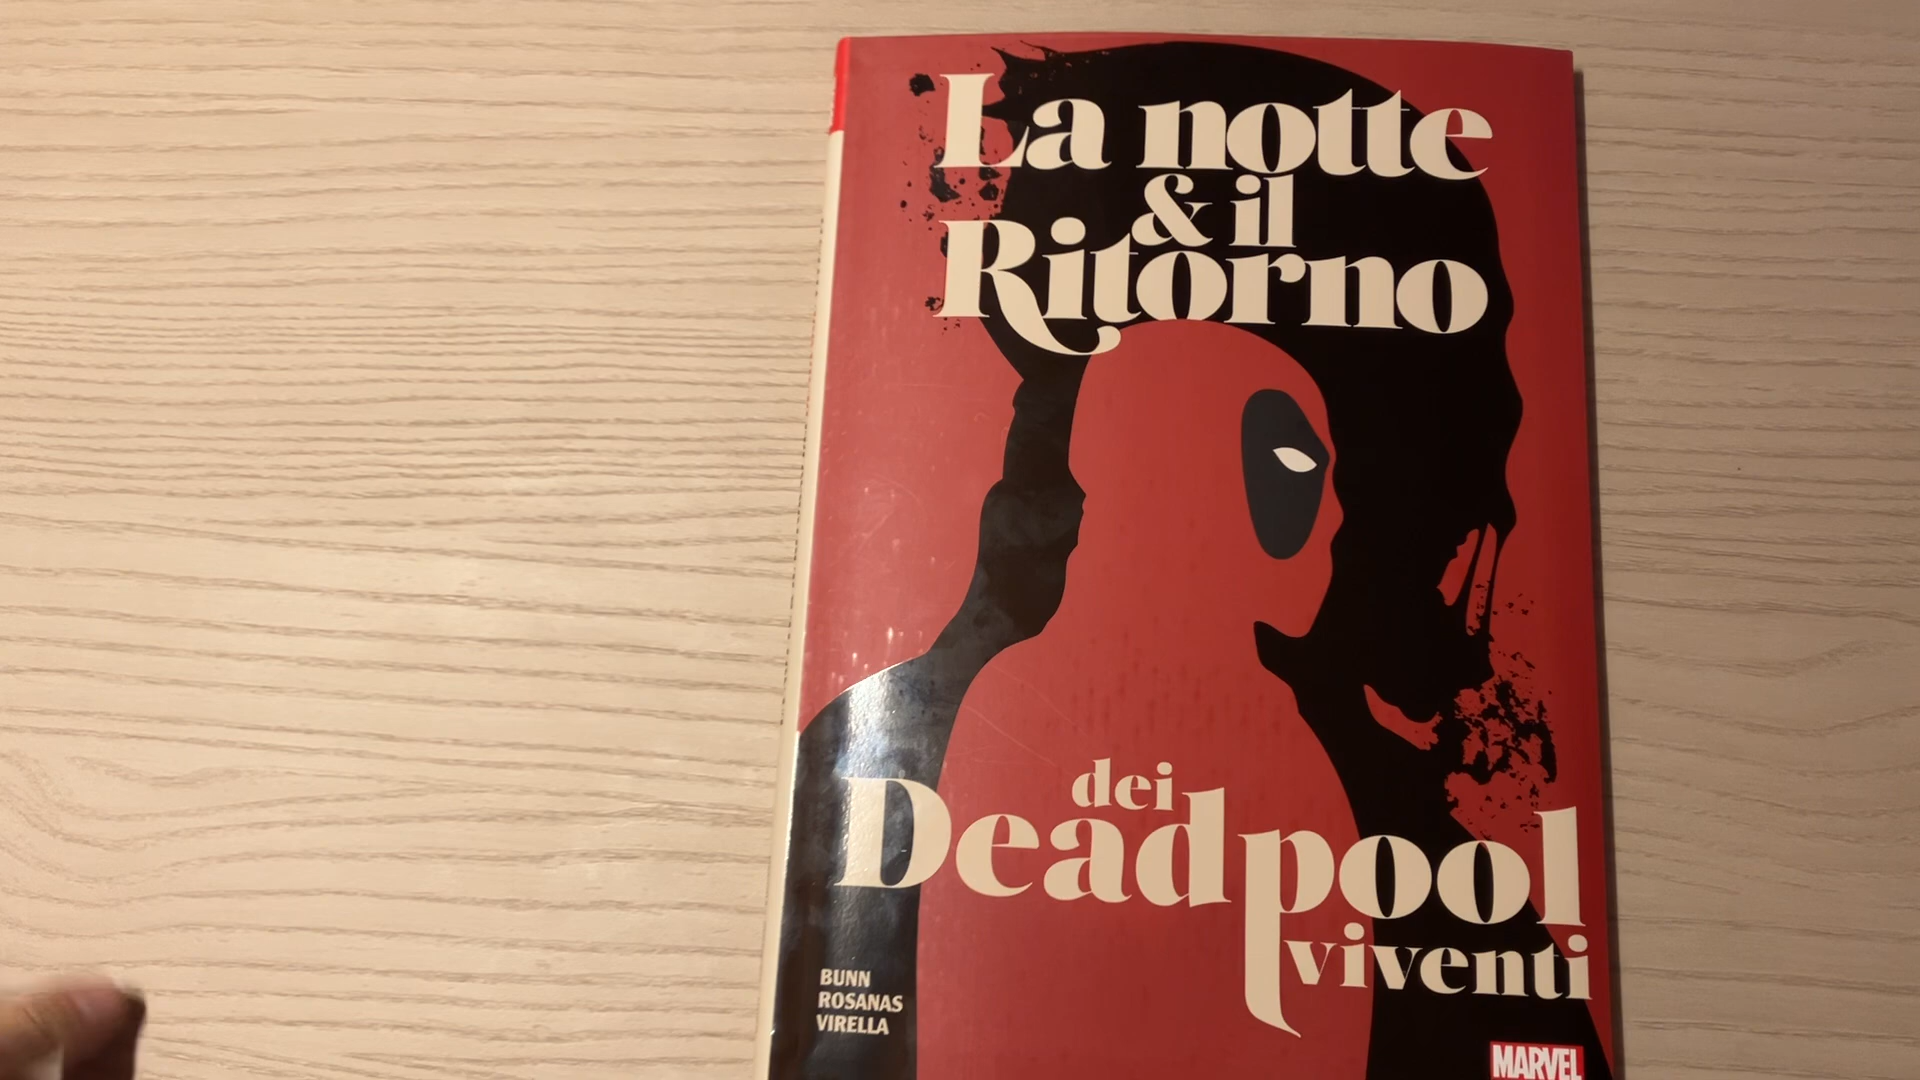 La notte
& il
Ritorno
dei
Deadpool
viventi
BUNN
ROSANAS
VIRELLA
MARVEL